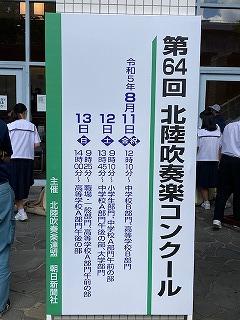 第64回 北陸吹奏楽コンクール
令和5年8月11日(金・祝) 12時10分~ 中学校B部門、高等学校B部門
12日(土) 9時10分~ 小学生部門、中学校A部門午前の部
13時45分~ 中学校A部門午後の部、大学部門
13日(日) 9時25分~ 職場・一般部門、高等学校A部門午前の部
14時00分~ 高等学校A部門午後の部
主催 北陸吹奏楽連盟 朝日新聞社